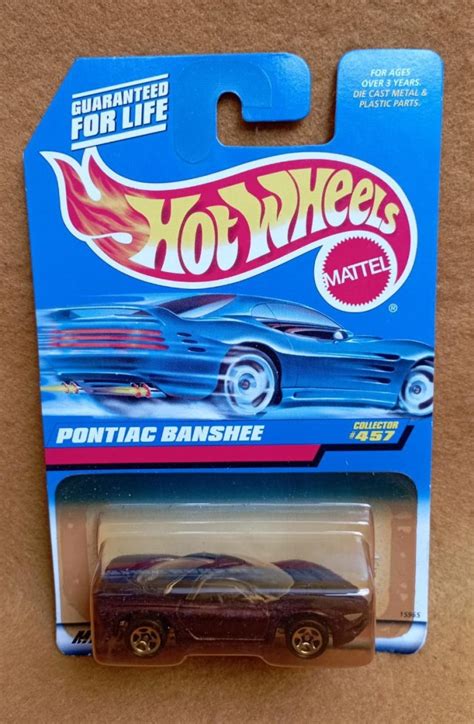 GUARANTEED
FOR LIFE
FOR AGES
OVER 3 YEARS.
DIE CAST METAL &
PLASTIC PARTS.
HOT WHEELS
MATTEL
®
PONTIAC BANSHEE
COLLECTOR
#457